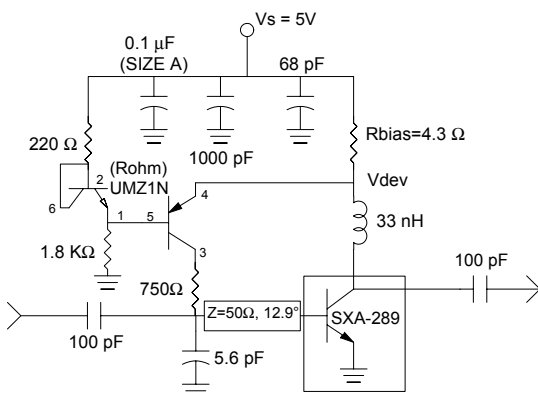 Vs = 5V
0.1 µF
(SIZE A)
68 pF
1000 pF
Rbias=4.3 Ω
220 Ω
(Rohm)
UMZ1N
2
6
1
5
4
3
Vdev
33 nH
1.8 KΩ
750Ω
100 pF
Z=50Ω, 12.9°
SXA-289
100 pF
5.6 pF